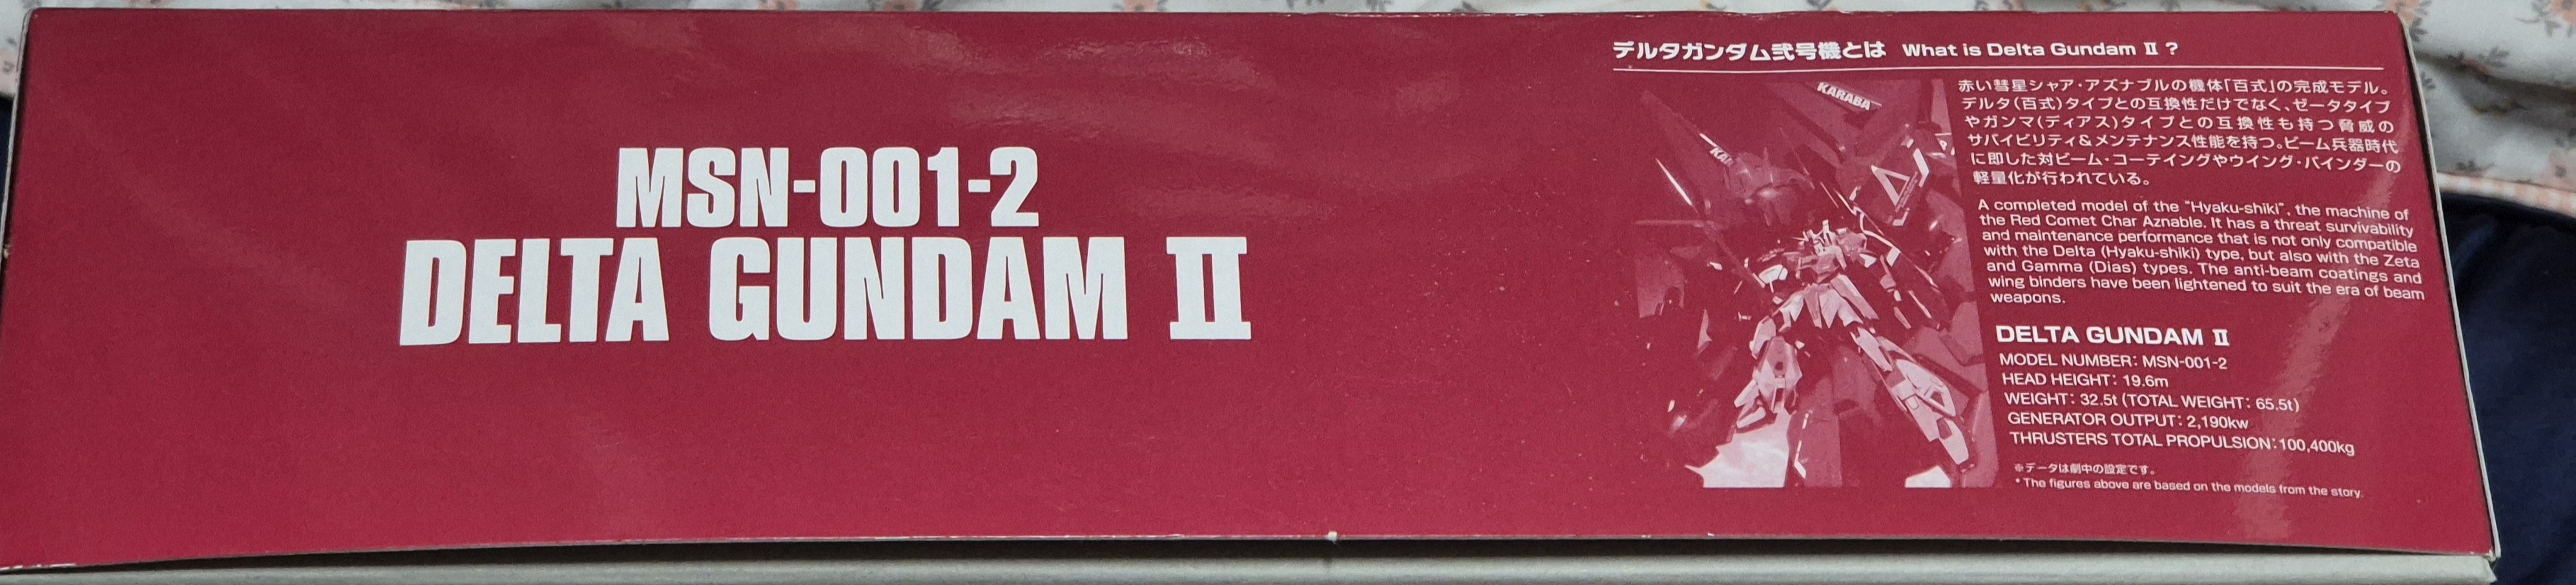 MSN-001-2
DELTA GUNDAM Ⅱ
デルタガンダム弐号機とは What is Delta Gundam Ⅱ ?
KARABA
KA
赤い彗星シャア・アズナブルの機体「百式」の完成モデル。
デルタ(百式)タイプとの互換性だけでなく、ゼータタイプ
やガンマ(ディアス)タイプとの互換性も持つ脅威の
サバイビリティ&メンテナンス性能を持つ。ビーム兵器時代
に即した対ビーム・コーテイングやウイング・バインダーの
軽量化が行われている。
A completed model of the "Hyaku-shiki", the machine of
the Red Comet Char Aznable. It has a threat survivability
and maintenance performance that is not only compatible
with the Delta (Hyaku-shiki) type, but also with the Zeta
and Gamma (Dias) types. The anti-beam coatings and
wing binders have been lightened to suit the era of beam
weapons.
DELTA GUNDAM Ⅱ
MODEL NUMBER: MSN-001-2
HEAD HEIGHT: 19.6m
WEIGHT: 32.5t (TOTAL WEIGHT: 65.5t)
GENERATOR OUTPUT: 2,190kw
THRUSTERS TOTAL PROPULSION: 100,400kg
※データは劇中の設定です。
* The figures above are based on the models from the story.